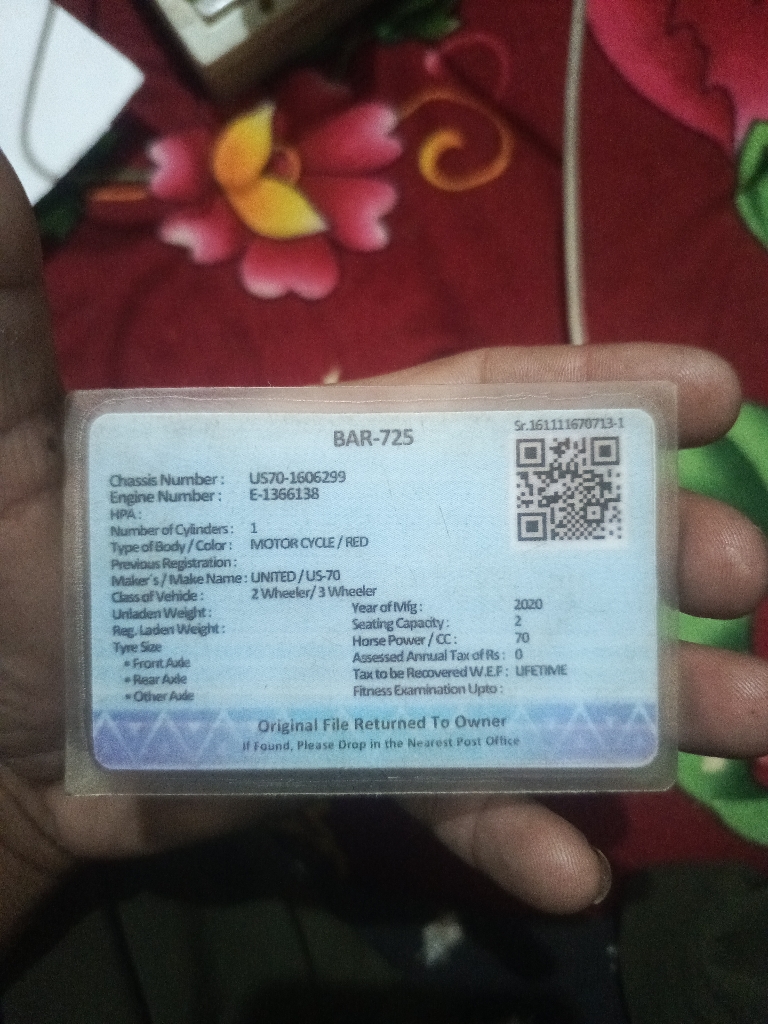 BAR-725
Sr.161111670713-1
Chassis Number : US70-1606299
Engine Number : E-1366138
HPA :
Number of Cylinders : 1
Type of Body / Color : MOTOR CYCLE / RED
Previous Registration :
Maker's / Make Name : UNITED / US-70
Class of Vehicle : 2 Wheeler/ 3 Wheeler
Unladen Weight :
Reg. Laden Weight :
Tyre Size
• Front Axle
• Rear Axle
• Other Axle
Year of Mfg : 2020
Seating Capacity : 2
Horse Power / CC : 70
Assessed Annual Tax of Rs : 0
Tax to be Recovered W.E.F : LIFETIME
Fitness Examination Upto :
Original File Returned To Owner
If Found, Please Drop in the Nearest Post Office